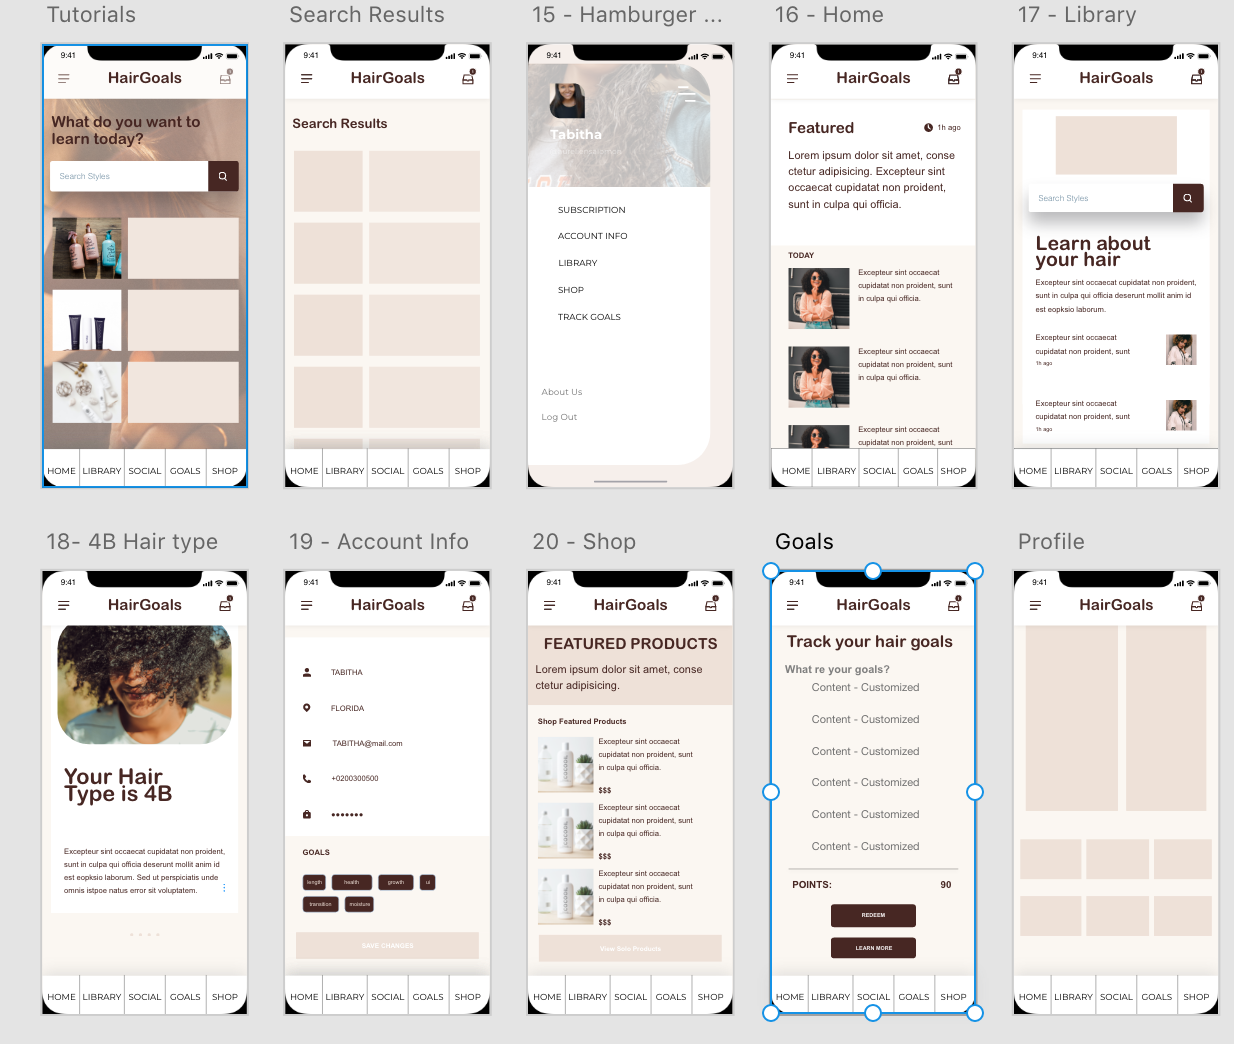 Tutorials
Search Results
15 - Hamburger ...
16 - Home
17 - Library
9:41
HairGoals
What do you want to
learn today?
Search Styles
HOME
LIBRARY
SOCIAL
GOALS
SHOP
9:41
HairGoals
Search Results
HOME
LIBRARY
SOCIAL
GOALS
SHOP
9:41
Tabitha
SUBSCRIPTION
ACCOUNT INFO
LIBRARY
SHOP
TRACK GOALS
About Us
Log Out
9:41
HairGoals
Featured
1h ago
Lorem ipsum dolor sit amet, conse
ctetur adipisicing. Excepteur sint
occaecat cupidatat non proident,
sunt in culpa qui officia.
TODAY
Excepteur sint occaecat
cupidatat non proident, sunt
in culpa qui officia.
Excepteur sint occaecat
cupidatat non proident, sunt
in culpa qui officia.
Excepteur sint occaecat
cupidatat non proident, sunt
HOME
LIBRARY
SOCIAL
GOALS
SHOP
9:41
HairGoals
Search Styles
Learn about
your hair
Excepteur sint occaecat cupidatat non proident,
sunt in culpa qui officia deserunt mollit anim id
est eopksio laborum.
Excepteur sint occaecat
cupidatat non proident, sunt
1h ago
Excepteur sint occaecat
cupidatat non proident, sunt
1h ago
HOME
LIBRARY
SOCIAL
GOALS
SHOP
18- 4B Hair type
19 - Account Info
20 - Shop
Goals
Profile
9:41
HairGoals
Your Hair
Type is 4B
Excepteur sint occaecat cupidatat non proident,
sunt in culpa qui officia deserunt mollit anim id
est eopksio laborum. Sed ut perspiciatis unde
omnis istpoe natus error sit voluptatem.
HOME
LIBRARY
SOCIAL
GOALS
SHOP
9:41
HairGoals
TABITHA
FLORIDA
TABITHA@mail.com
+0200300500
GOALS
length
health
growth
ui
transition
moisture
SAVE CHANGES
HOME
LIBRARY
SOCIAL
GOALS
SHOP
9:41
HairGoals
FEATURED PRODUCTS
Lorem ipsum dolor sit amet, conse
ctetur adipisicing.
Shop Featured Products
Excepteur sint occaecat
cupidatat non proident, sunt
in culpa qui officia.
$$$
Excepteur sint occaecat
cupidatat non proident, sunt
in culpa qui officia.
$$$
Excepteur sint occaecat
cupidatat non proident, sunt
in culpa qui officia.
$$$
HOME
LIBRARY
SOCIAL
GOALS
SHOP
9:41
HairGoals
Track your hair goals
What re your goals?
Content - Customized
Content - Customized
Content - Customized
Content - Customized
Content - Customized
Content - Customized
POINTS:
90
REDEEM
LEARN MORE
HOME
LIBRARY
SOCIAL
GOALS
SHOP
9:41
HairGoals
HOME
LIBRARY
SOCIAL
GOALS
SHOP